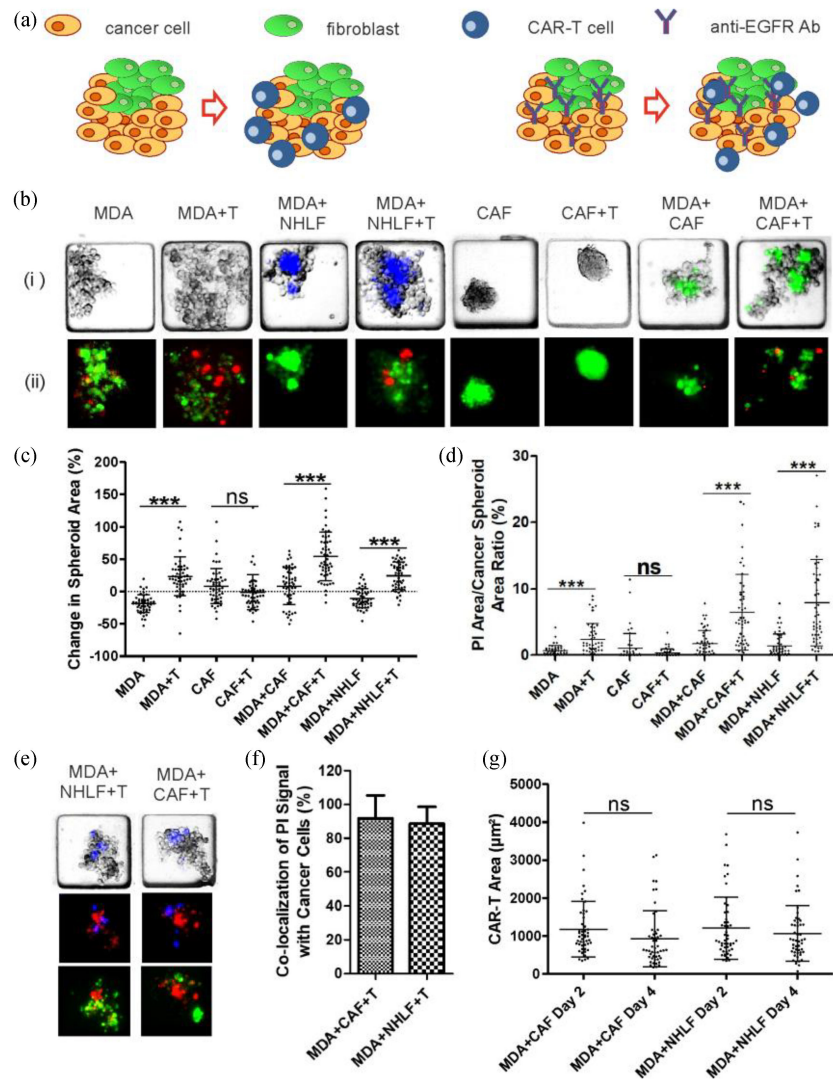 (a)
cancer cell
fibroblast
CAR-T cell
anti-EGFR Ab
(b)
MDA
MDA+T
MDA+
NHLF
MDA+
NHLF+T
CAF
CAF+T
MDA+
CAF
MDA+
CAF+T
(i)
(ii)
(c)
Change in Spheroid Area (%)
200
150
100
50
0
-50
-100
***
ns
***
***
MDA
MDA+T
CAF
CAF+T
MDA+CAF
MDA+CAF+T
MDA+NHLF
MDA+NHLF+T
(d)
PI Area/Cancer Spheroid
Area Ratio (%)
30
20
10
0
***
ns
***
***
MDA
MDA+T
CAF
CAF+T
MDA+CAF
MDA+CAF+T
MDA+NHLF
MDA+NHLF+T
(e)
MDA+
NHLF+T
MDA+
CAF+T
(f)
Co-localization of PI Signal
with Cancer Cells (%)
120
100
80
60
40
20
0
MDA+CAF+T
MDA+NHLF+T
(g)
CAR-T Area (µm²)
5000
4000
3000
2000
1000
0
ns
ns
MDA+CAF Day 2
MDA+CAF Day 4
MDA+NHLF Day 2
MDA+NHLF Day 4